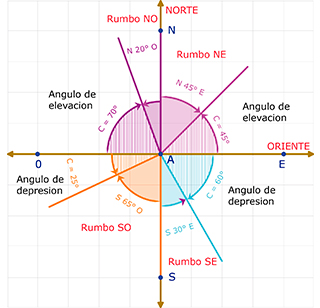 NORTE
Rumbo NO
N
Rumbo NE
N 20° O
N 45° E
Angulo de
elevacion
Angulo de
elevacion
C = 70°
C = 45°
ORIENTE
A
0
E
Angulo de
depresion
C = 25°
C = 60°
Angulo de
depresion
S 65° O
S 30° E
Rumbo SO
Rumbo SE
S